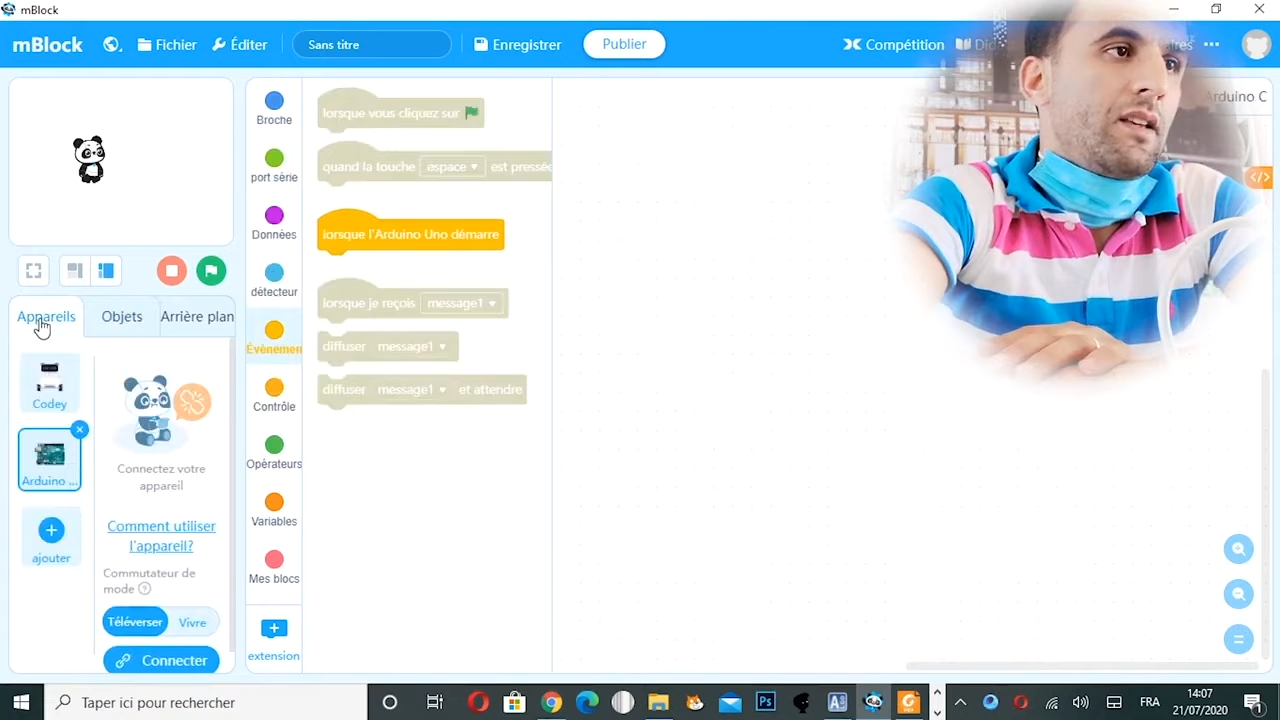 mBlock
mBlock
Fichier
Éditer
Sans titre
Enregistrer
Publier
Compétition
lorsque vous cliquez sur
quand la touche espace est pressée
lorsque l'Arduino Uno démarre
lorsque je reçois message1
diffuser message1
diffuser message1 et attendre
Broche
port série
Données
détecteur
Évènemen
Contrôle
Opérateurs
Variables
Mes blocs
extension
Arduino C
Appareils
Objets
Arrière plan
Codey
Arduino ...
ajouter
Connectez votre
appareil
Comment utiliser
l'appareil?
Commutateur de
mode ?
Téléverser
Vivre
Connecter
Taper ici pour rechercher
FRA
14:07
21/07/2020